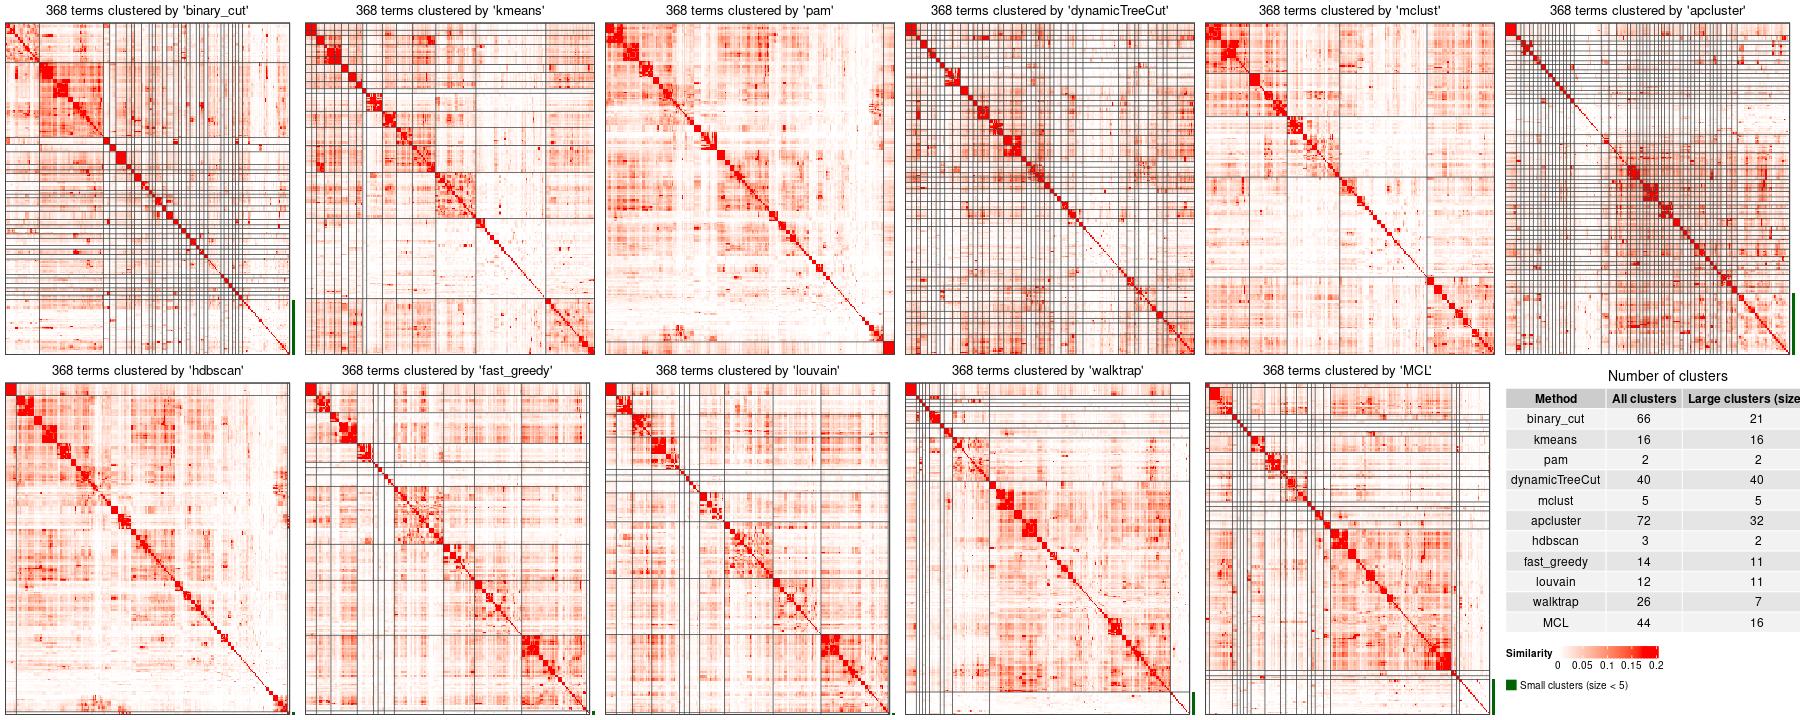 368 terms clustered by 'binary_cut'
368 terms clustered by 'kmeans'
368 terms clustered by 'pam'
368 terms clustered by 'dynamicTreeCut'
368 terms clustered by 'mclust'
368 terms clustered by 'apcluster'
368 terms clustered by 'hdbscan'
368 terms clustered by 'fast_greedy'
368 terms clustered by 'louvain'
368 terms clustered by 'walktrap'
368 terms clustered by 'MCL'
Number of clusters
Method All clusters Large clusters (size
binary_cut 66 21
kmeans 16 16
pam 2 2
dynamicTreeCut 40 40
mclust 5 5
apcluster 72 32
hdbscan 3 2
fast_greedy 14 11
louvain 12 11
walktrap 26 7
MCL 44 16
Similarity
0 0.05 0.1 0.15 0.2
Small clusters (size < 5)